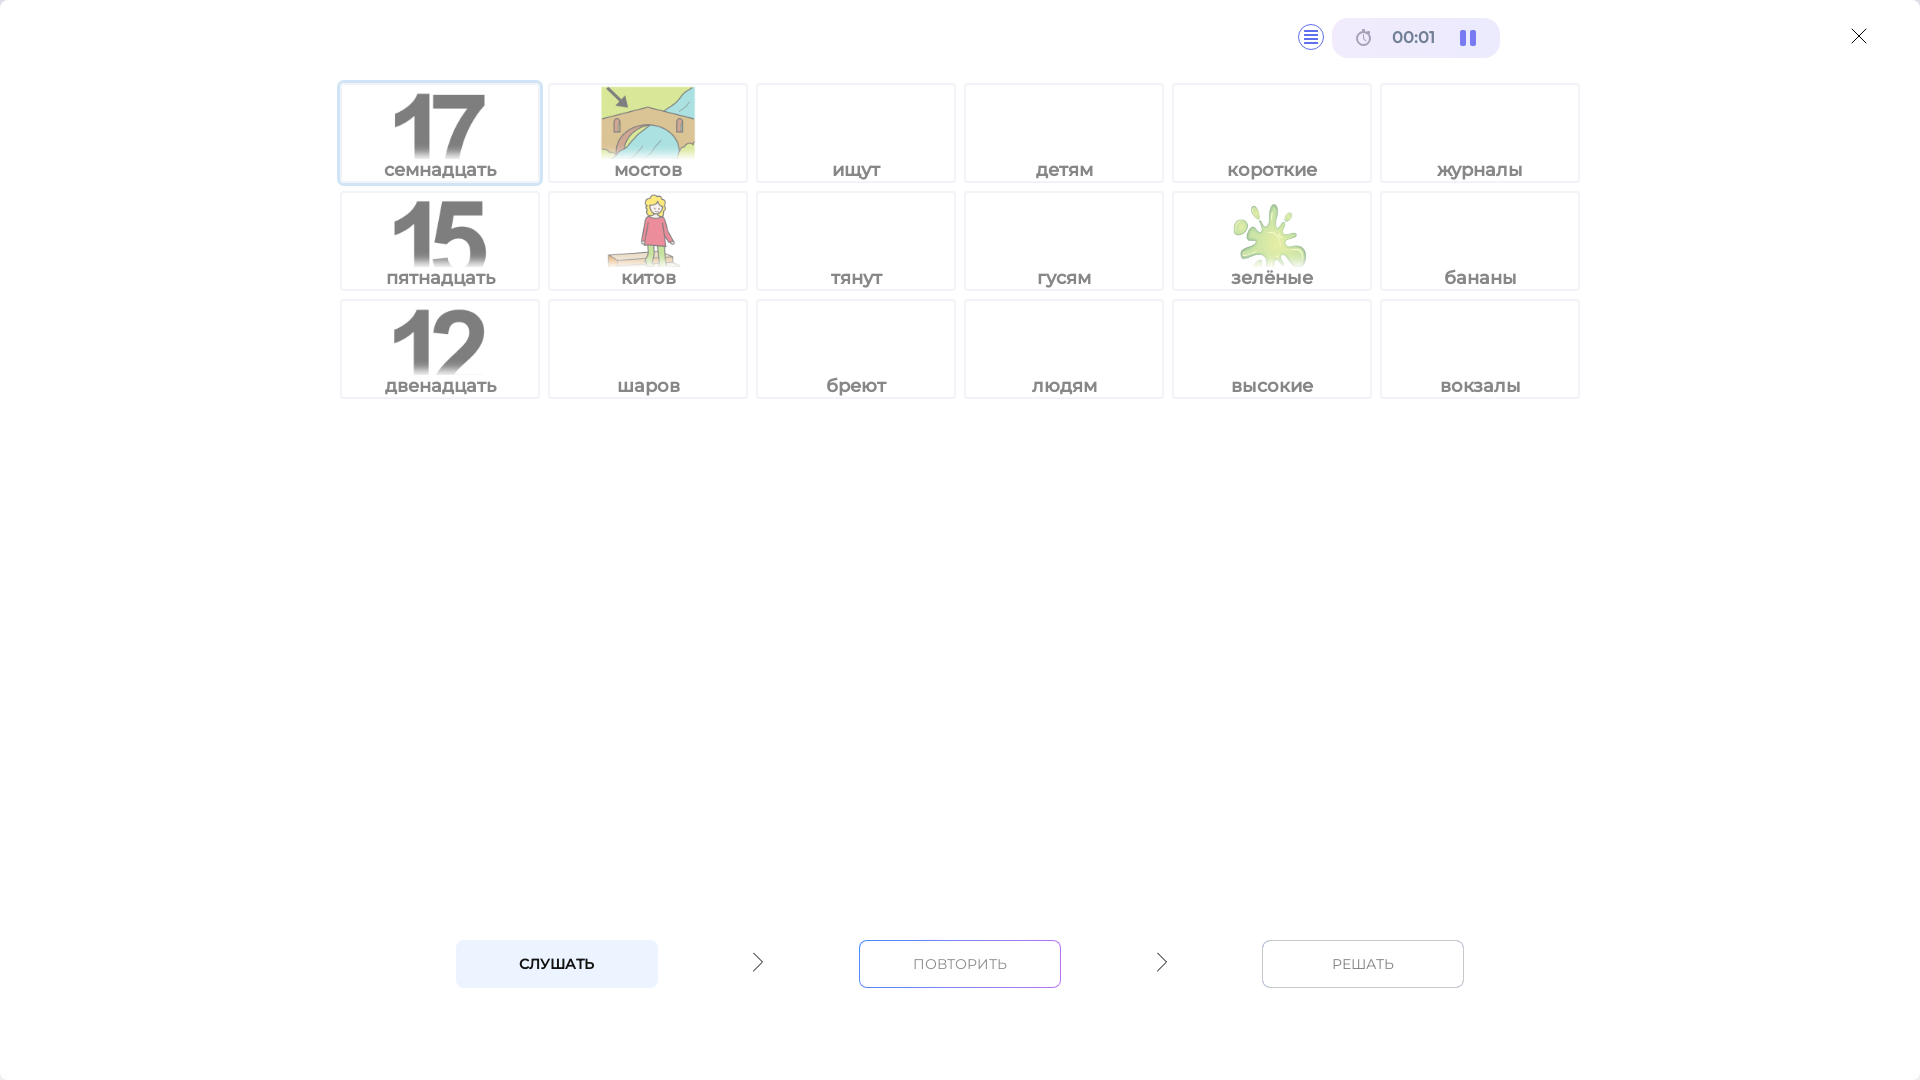 00:01
17
семнадцать мостов ищут детям короткие журналы
15
пятнадцать китов тянут гусям зелёные бананы
12
двенадцать шаров бреют людям высокие вокзалы
СЛУШАТЬ ПОВТОРИТЬ РЕШАТЬ